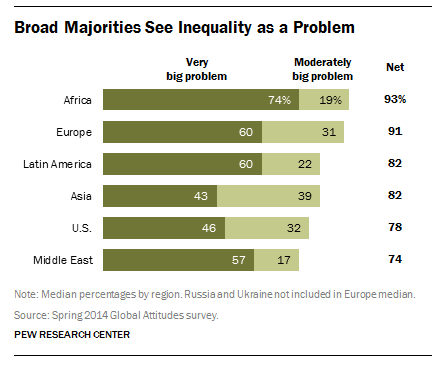 Broad Majorities See Inequality as a Problem
Very Moderately Net
big problem big problem
Africa 74% 19% 93%
Europe 60 31 91
Latin America 60 22 82
Asia 43 39 82
U.S. 46 32 78
Middle East 57 17 74
Note: Median percentages by region. Russia and Ukraine not included in Europe median.
Source: Spring 2014 Global Attitudes survey.
PEW RESEARCH CENTER